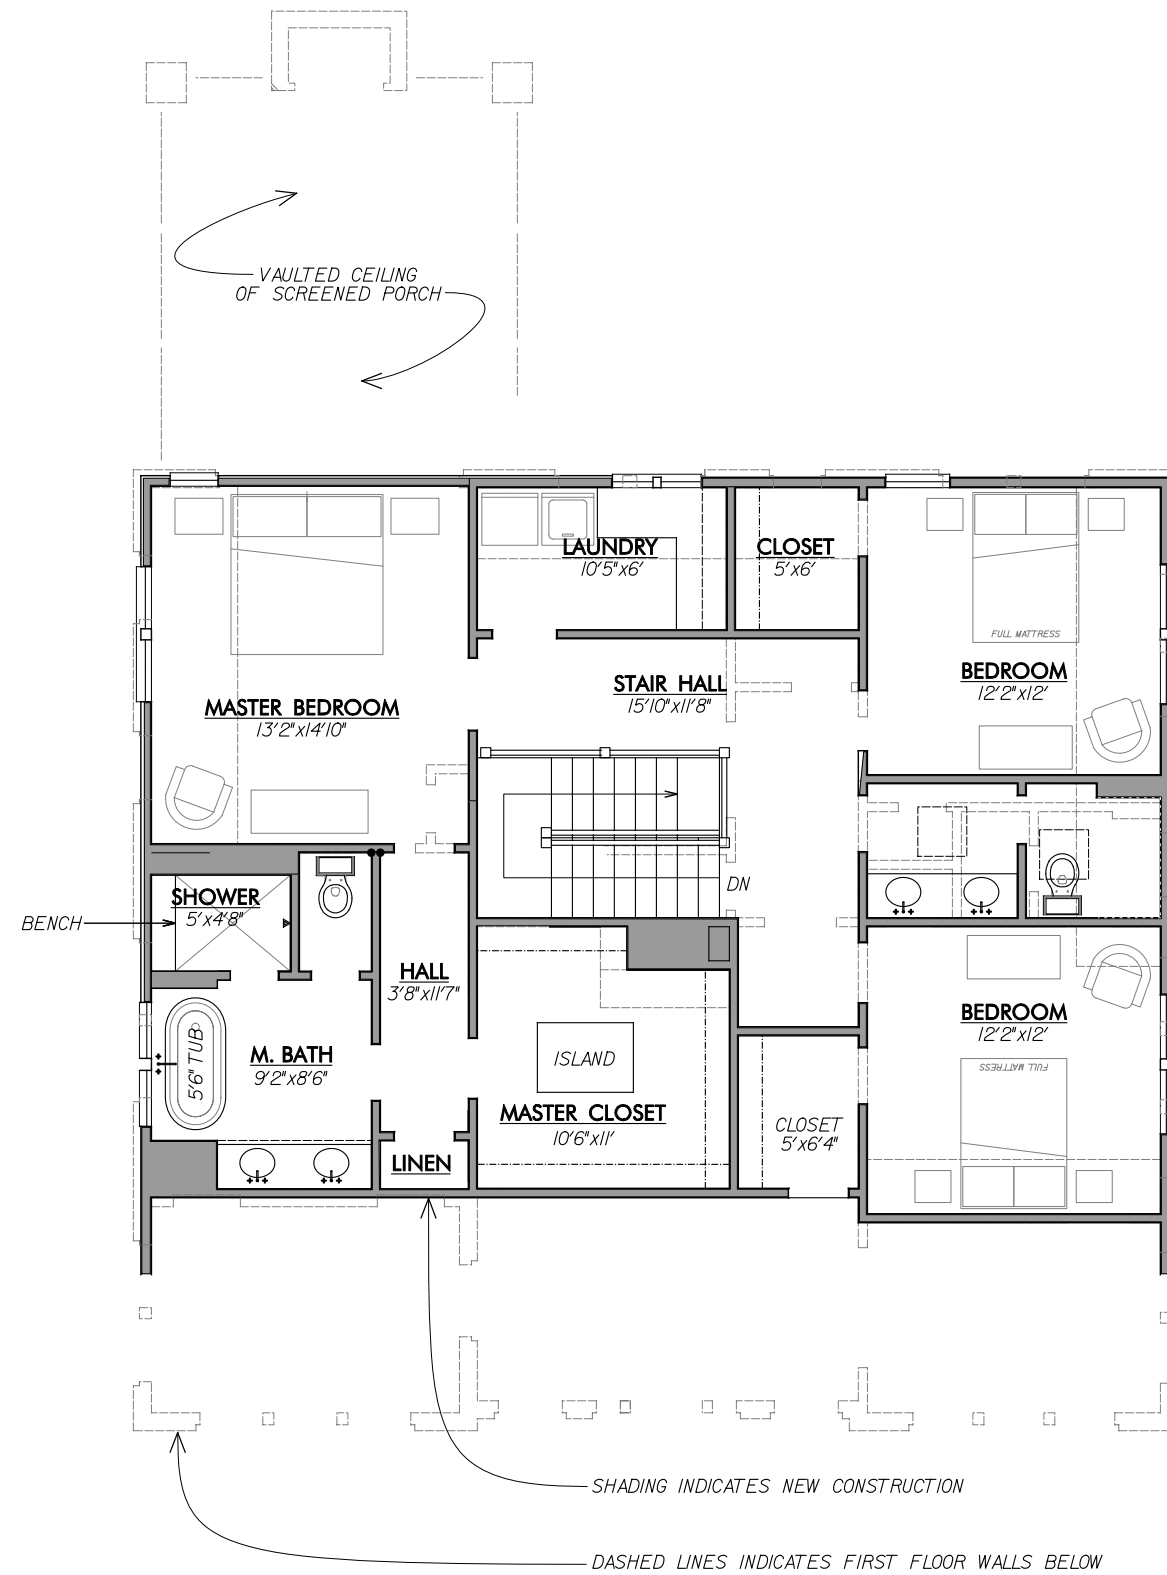 VAULTED CEILING
OF SCREENED PORCH
LAUNDRY
10'5"x6'
CLOSET
5'x6'
FULL MATTRESS
BEDROOM
12'2"x12'
STAIR HALL
15'10"x11'8"
MASTER BEDROOM
13'2"x14'10"
DN
SHOWER
5'x4'8"
BENCH
HALL
3'8"x11'7"
BEDROOM
12'2"x12'
FULL MATTRESS
5'6" TUB
M. BATH
9'2"x8'6"
ISLAND
MASTER CLOSET
10'6"x11'
CLOSET
5'x6'4"
LINEN
SHADING INDICATES NEW CONSTRUCTION
DASHED LINES INDICATES FIRST FLOOR WALLS BELOW